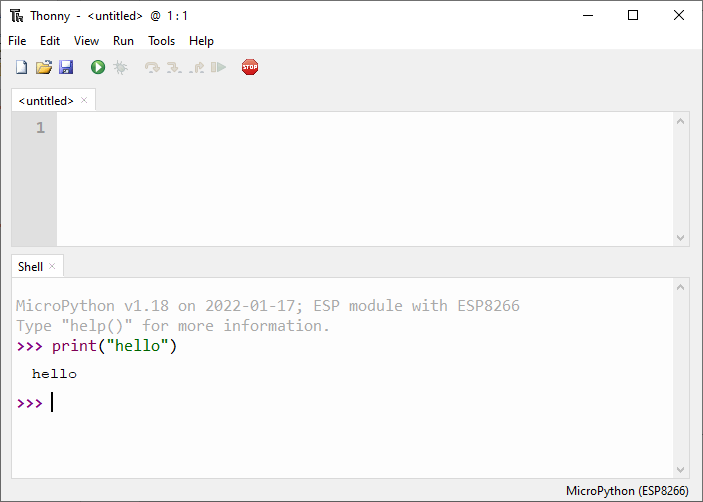 Thonny - <untitled> @ 1 : 1
File Edit View Run Tools Help
STOP
<untitled>
1
Shell
MicroPython v1.18 on 2022-01-17; ESP module with ESP8266
Type "help()" for more information.
>>> print("hello")
hello
>>>
MicroPython (ESP8266)